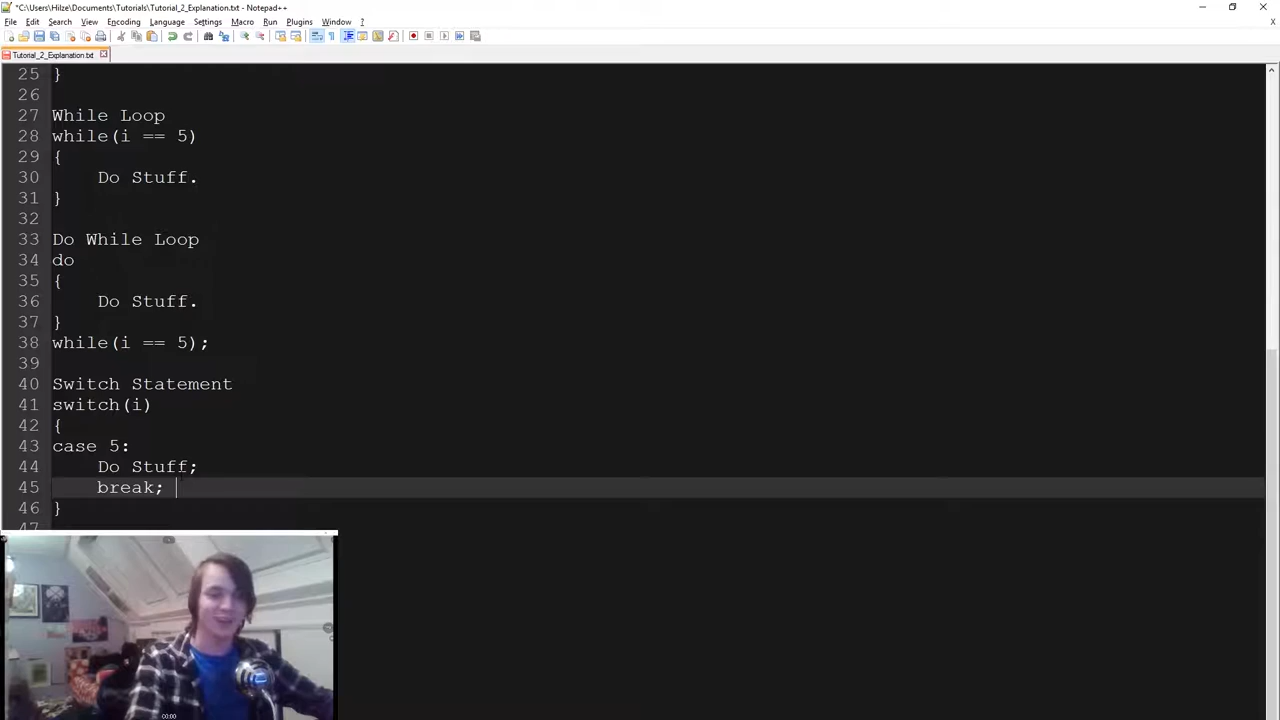 *C:\Users\Hilze\Documents\Tutorials\Tutorial_2_Explanation.txt - Notepad++
File Edit Search View Encoding Language Settings Macro Run Plugins Window ? X
Tutorial_2_Explanation.txt
25 }
26
27 While Loop
28 while(i == 5)
29 {
30 Do Stuff.
31 }
32
33 Do While Loop
34 do
35 {
36 Do Stuff.
37 }
38 while(i == 5);
39
40 Switch Statement
41 switch(i)
42 {
43 case 5:
44 Do Stuff;
45 break;
46 }
47
00:00